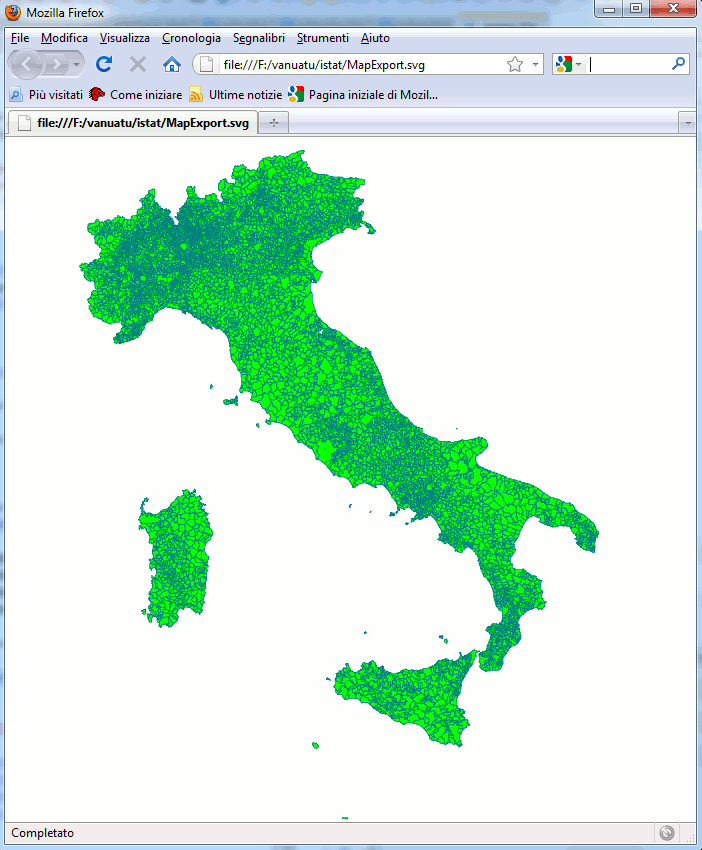 Mozilla Firefox
File Modifica Visualizza Cronologia Segnalibri Strumenti Aiuto
file:///F:/vanuatu/istat/MapExport.svg
Più visitati Come iniziare Ultime notizie Pagina iniziale di Mozil...
file:///F:/vanuatu/istat/MapExport.svg
Completato